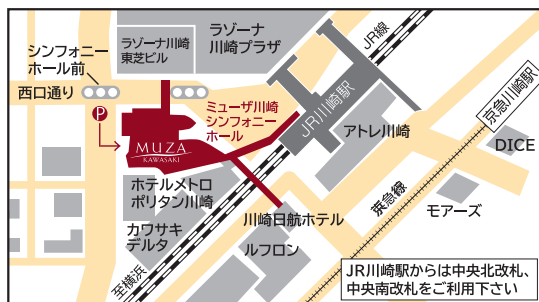 ラゾーナ
川崎プラザ
ラゾーナ川崎
東芝ビル
シンフォニー
ホール前
西口通り
P
MUZA
KAWASAKI
ミューザ川崎
シンフォニー
ホール
JR線
JR川崎駅
アトレ川崎
京急川崎駅
DICE
京急線
モアーズ
ホテルメトロ
ポリタン川崎
カワサキ
デルタ
川崎日航ホテル
ルフロン
至横浜
JR川崎駅からは中央北改札、
中央南改札をご利用下さい